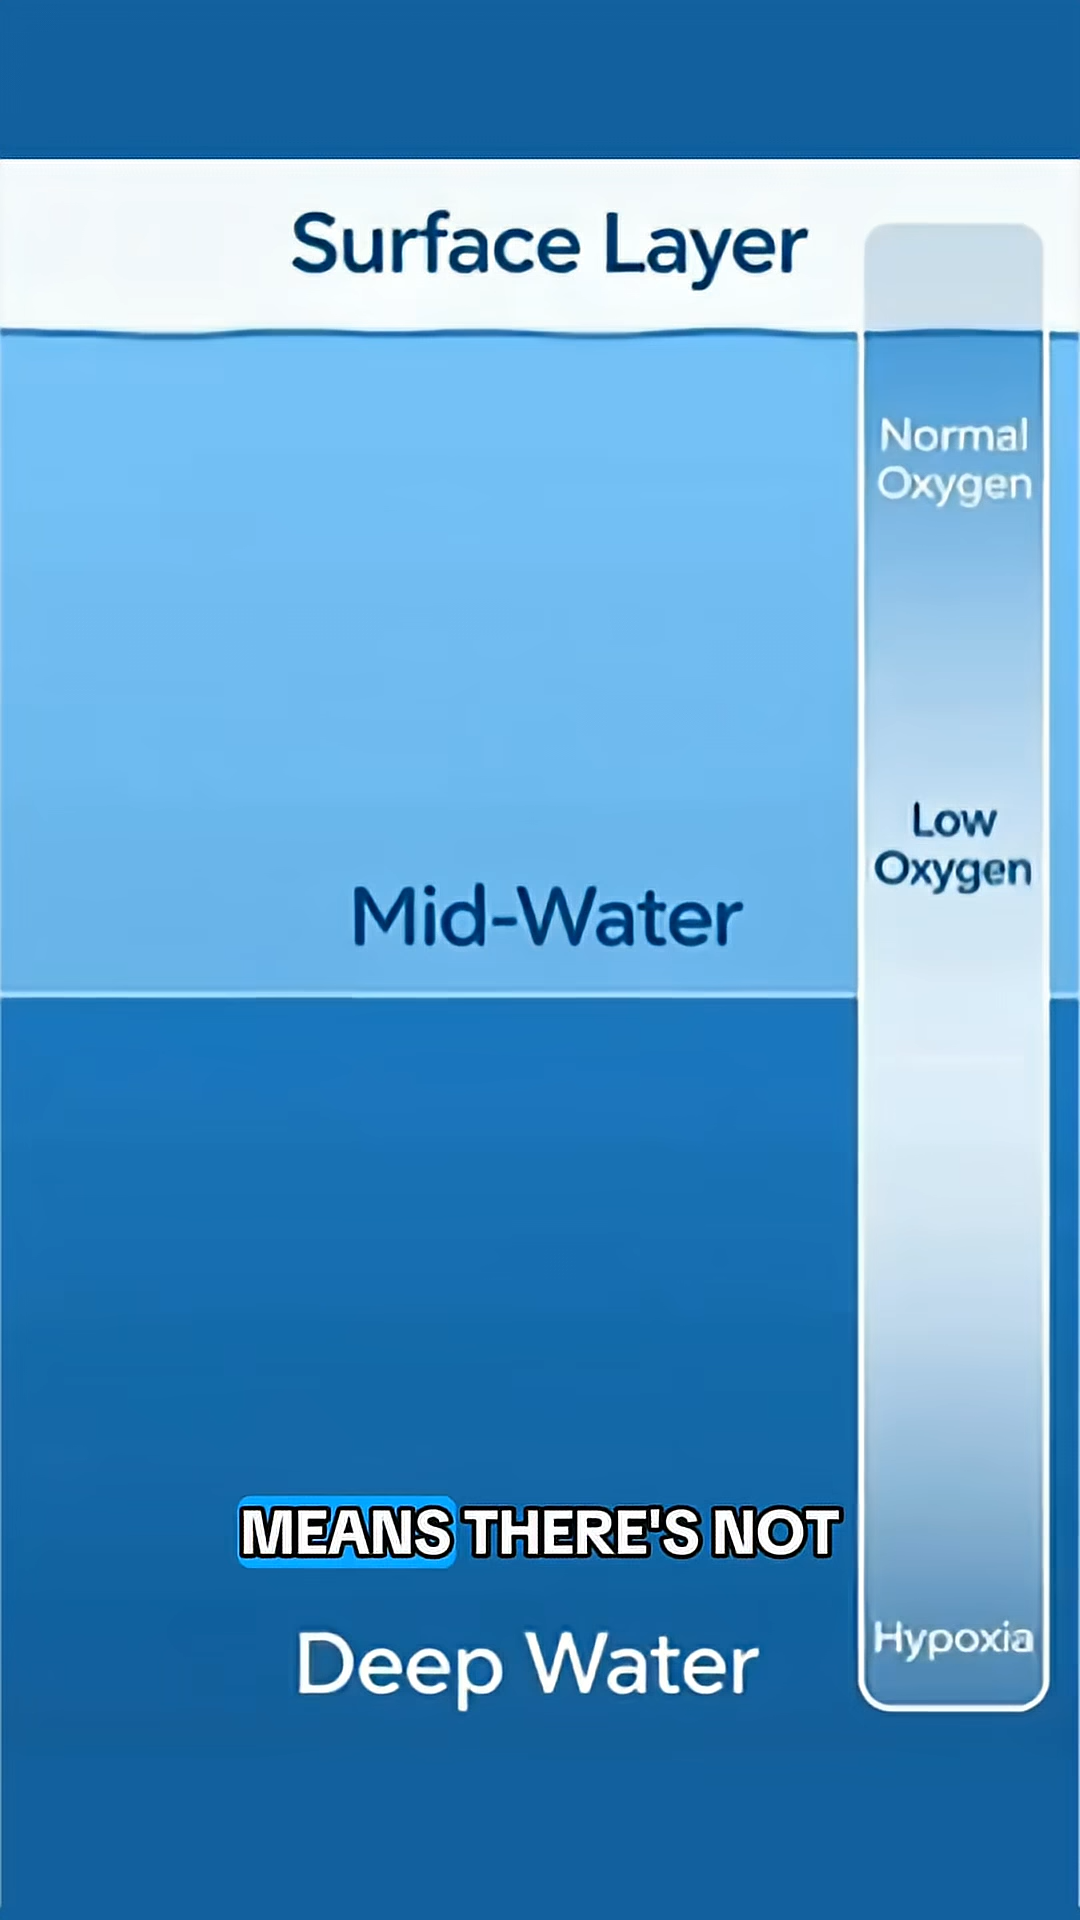 Surface Layer
Normal
Oxygen
Low
Oxygen
Mid-Water
MEANS THERE'S NOT
Hypoxia
Deep Water